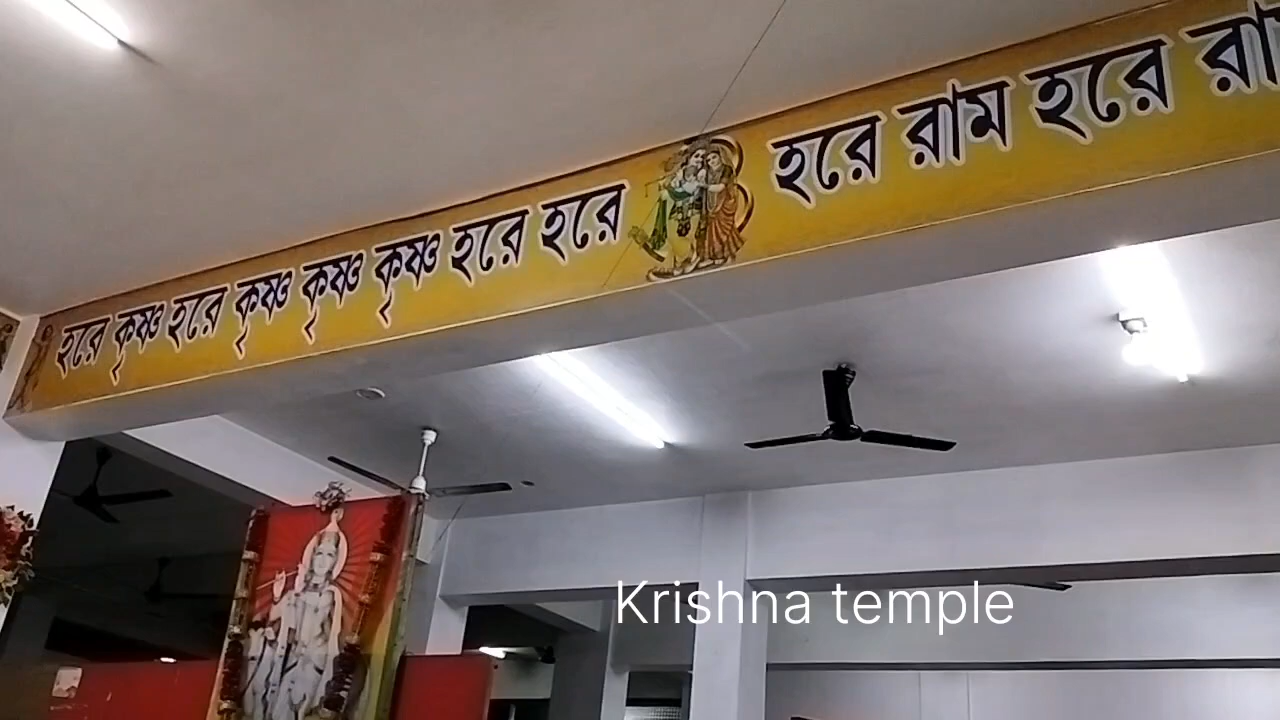 হরে কৃষ্ণ হরে কৃষ্ণ কৃষ্ণ কৃষ্ণ হরে হরে হরে রাম হরে
Krishna temple